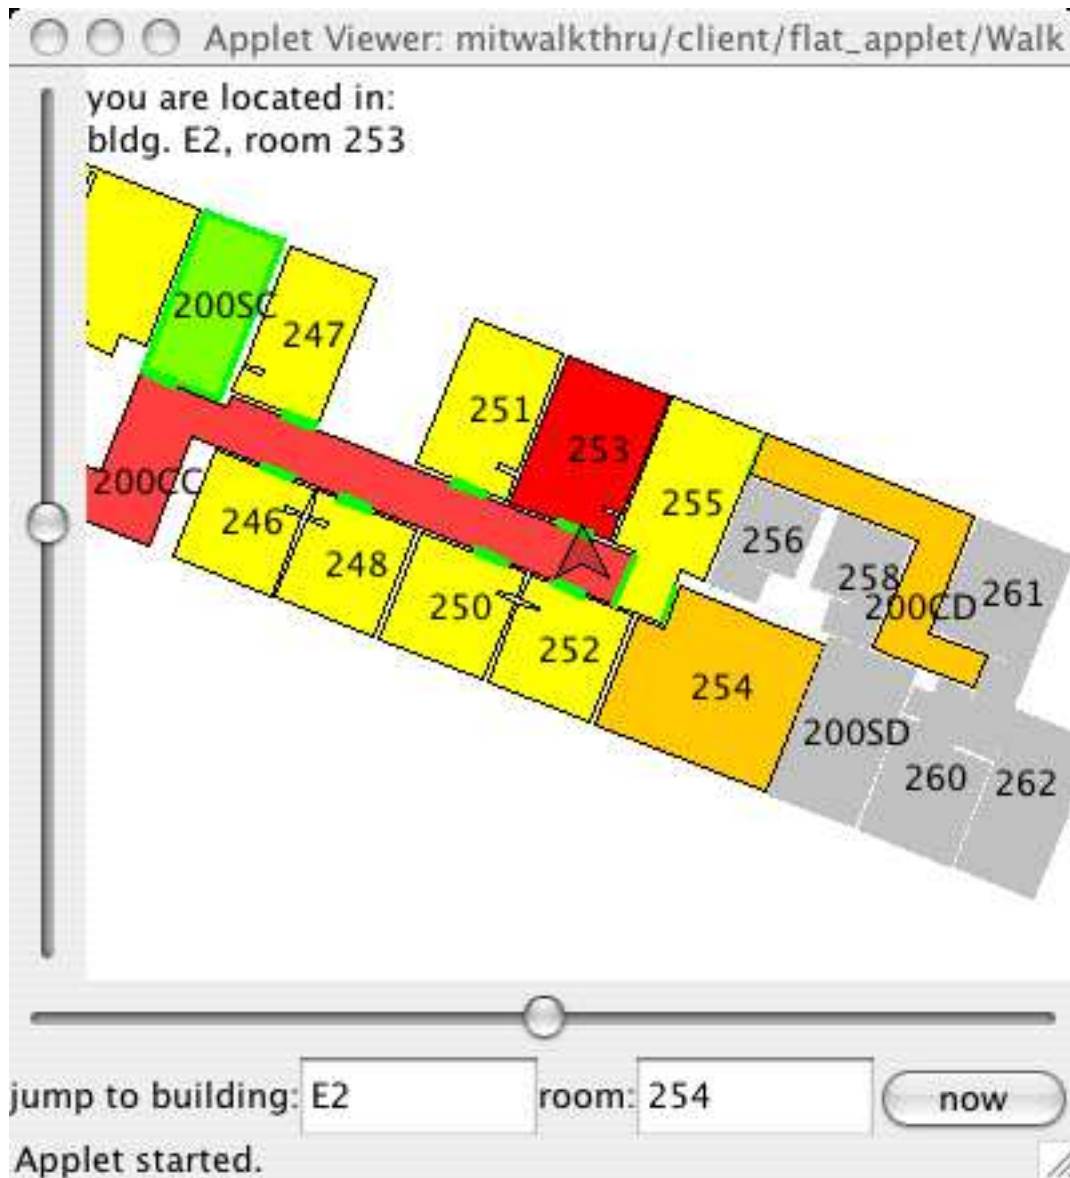 Applet Viewer: mitwalkthru/client/flat_applet/Walk
you are located in:
bldg. E2, room 253
200SC
247
251
253
255
200CC
246
248
250
252
254
256
258
200CD
261
200SD
260
262
jump to building: E2 room: 254 now
Applet started.